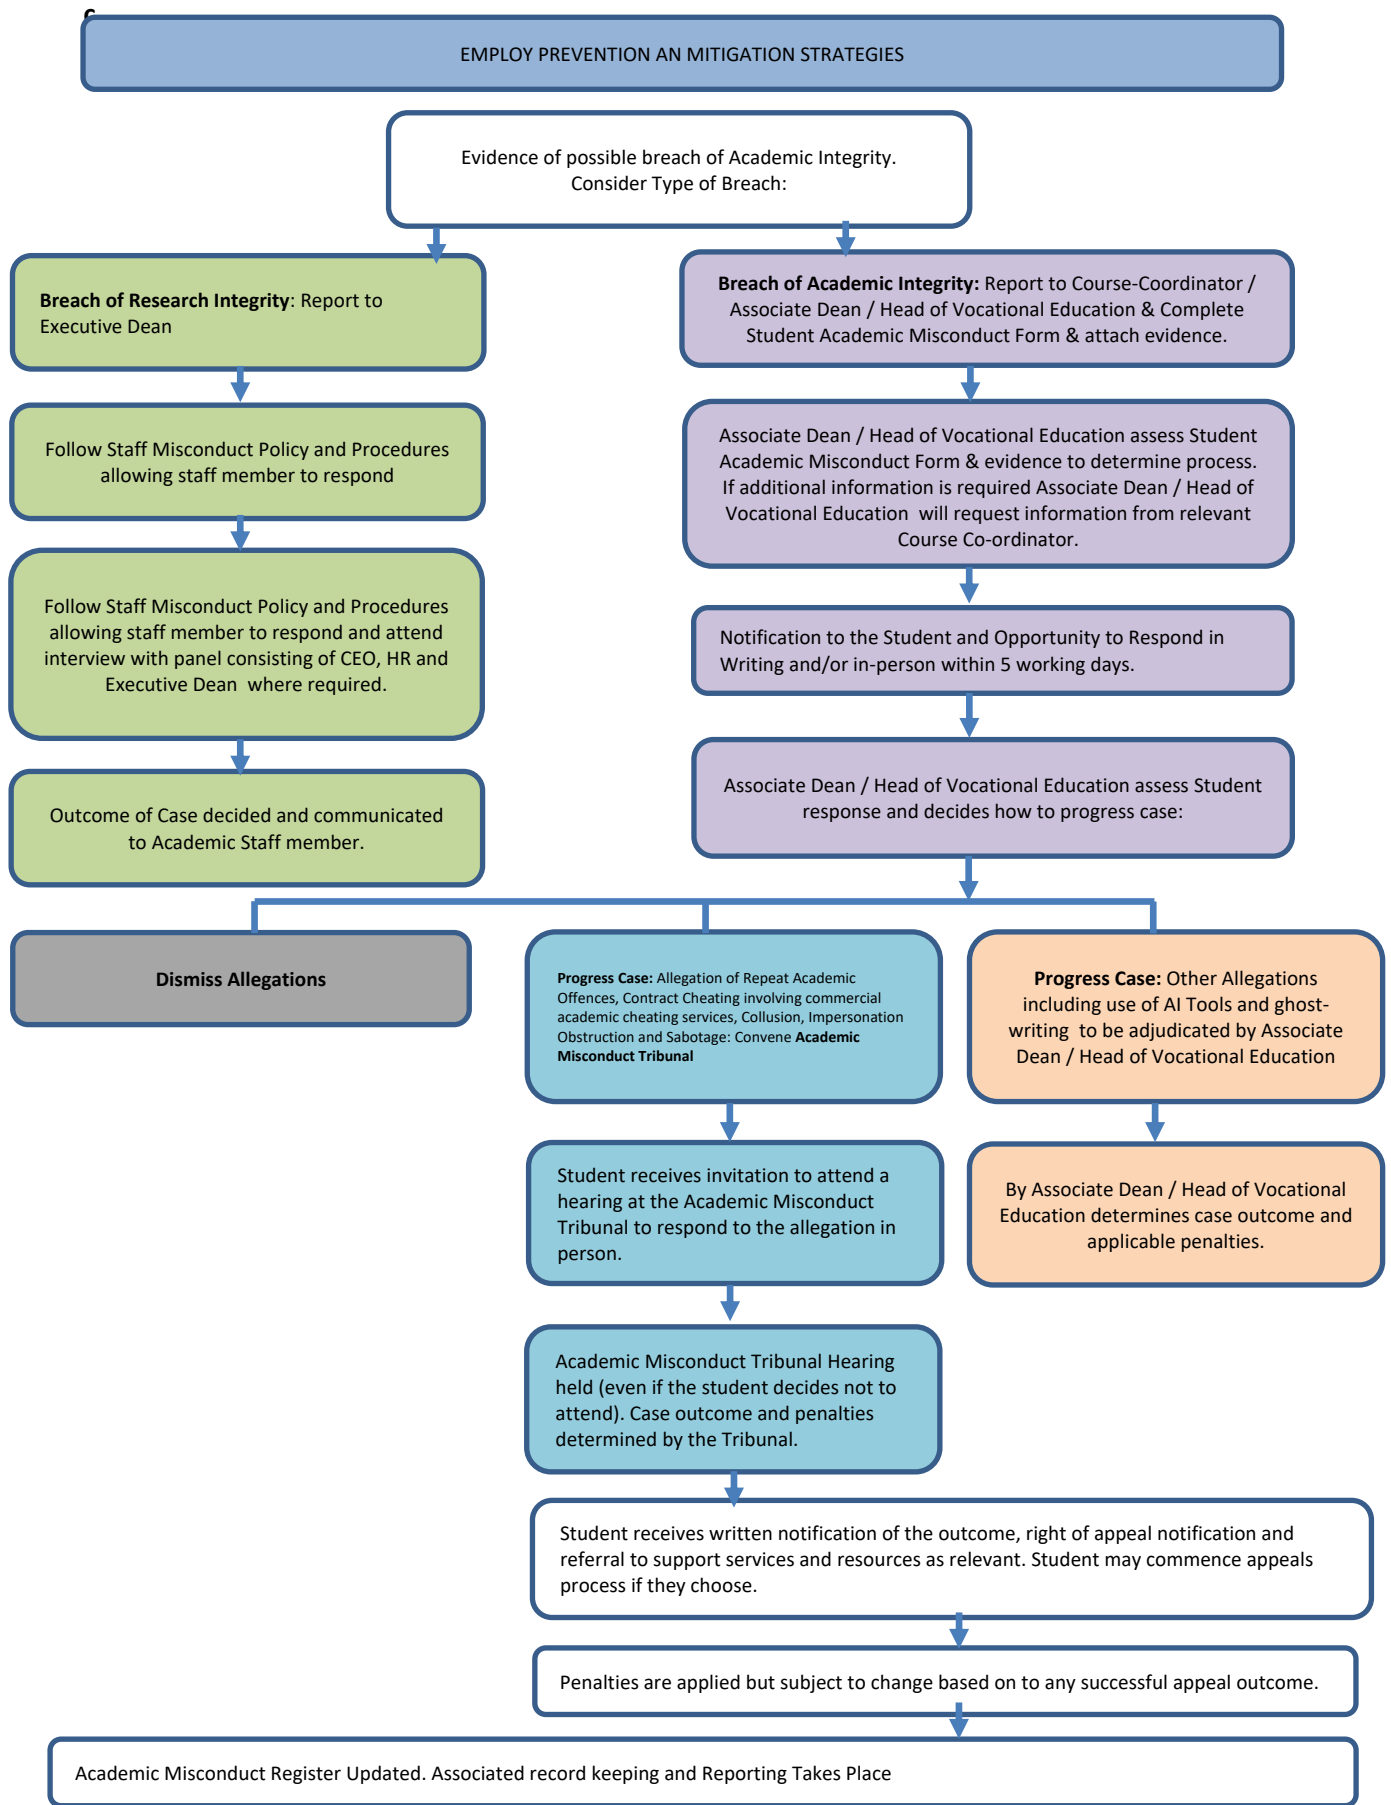 EMPLOY PREVENTION AN MITIGATION STRATEGIES
Evidence of possible breach of Academic Integrity.
Consider Type of Breach:
Breach of Research Integrity: Report to
Executive Dean
Follow Staff Misconduct Policy and Procedures
allowing staff member to respond
Follow Staff Misconduct Policy and Procedures
allowing staff member to respond and attend
interview with panel consisting of CEO, HR and
Executive Dean where required.
Outcome of Case decided and communicated
to Academic Staff member.
Breach of Academic Integrity: Report to Course-Coordinator /
Associate Dean / Head of Vocational Education & Complete
Student Academic Misconduct Form & attach evidence.
Associate Dean / Head of Vocational Education assess Student
Academic Misconduct Form & evidence to determine process.
If additional information is required Associate Dean / Head of
Vocational Education will request information from relevant
Course Co-ordinator.
Notification to the Student and Opportunity to Respond in
Writing and/or in-person within 5 working days.
Associate Dean / Head of Vocational Education assess Student
response and decides how to progress case:
Dismiss Allegations
Progress Case: Allegation of Repeat Academic
Offences, Contract Cheating involving commercial
academic cheating services, Collusion, Impersonation
Obstruction and Sabotage: Convene Academic
Misconduct Tribunal
Progress Case: Other Allegations
including use of AI Tools and ghost-
writing to be adjudicated by Associate
Dean / Head of Vocational Education
Student receives invitation to attend a
hearing at the Academic Misconduct
Tribunal to respond to the allegation in
person.
By Associate Dean / Head of Vocational
Education determines case outcome and
applicable penalties.
Academic Misconduct Tribunal Hearing
held (even if the student decides not to
attend). Case outcome and penalties
determined by the Tribunal.
Student receives written notification of the outcome, right of appeal notification and
referral to support services and resources as relevant. Student may commence appeals
process if they choose.
Penalties are applied but subject to change based on to any successful appeal outcome.
Academic Misconduct Register Updated. Associated record keeping and Reporting Takes Place